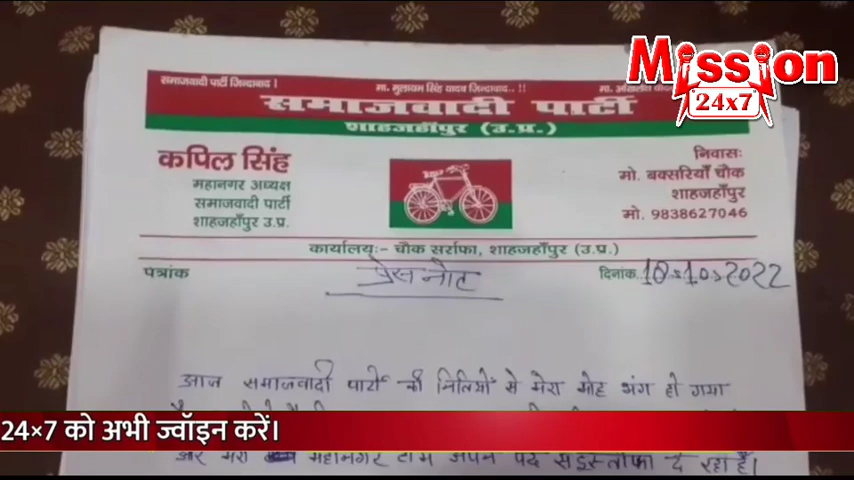 Mission
24x7
समाजवादी पार्टी जिन्दाबाद !
मा. मुलायम सिंह यादव जिन्दाबाद..!!
मा. अखिलेश
समाजवादी पार्टी
शाहजहाँपुर (उ.प्र.)
कपिल सिंह
महानगर अध्यक्ष
समाजवादी पार्टी
शाहजहाँपुर उ.प्र.
निवासः
मो. बक्सरियाँ चौक
शाहजहाँपुर
मो. 9838627046
कार्यालयः- चौक सर्राफा, शाहजहाँपुर (उ.प्र.)
पत्रांक
प्रेस नोट
दिनांक 10.10.2022
आज समाजवादी पार्टी की नितियों से मेरा मोह भंग हो गया
24×7 को अभी ज्वॉइन करें।
और मेरी महानगर टीम अपने पद से इस्तीफा दे रहा है।